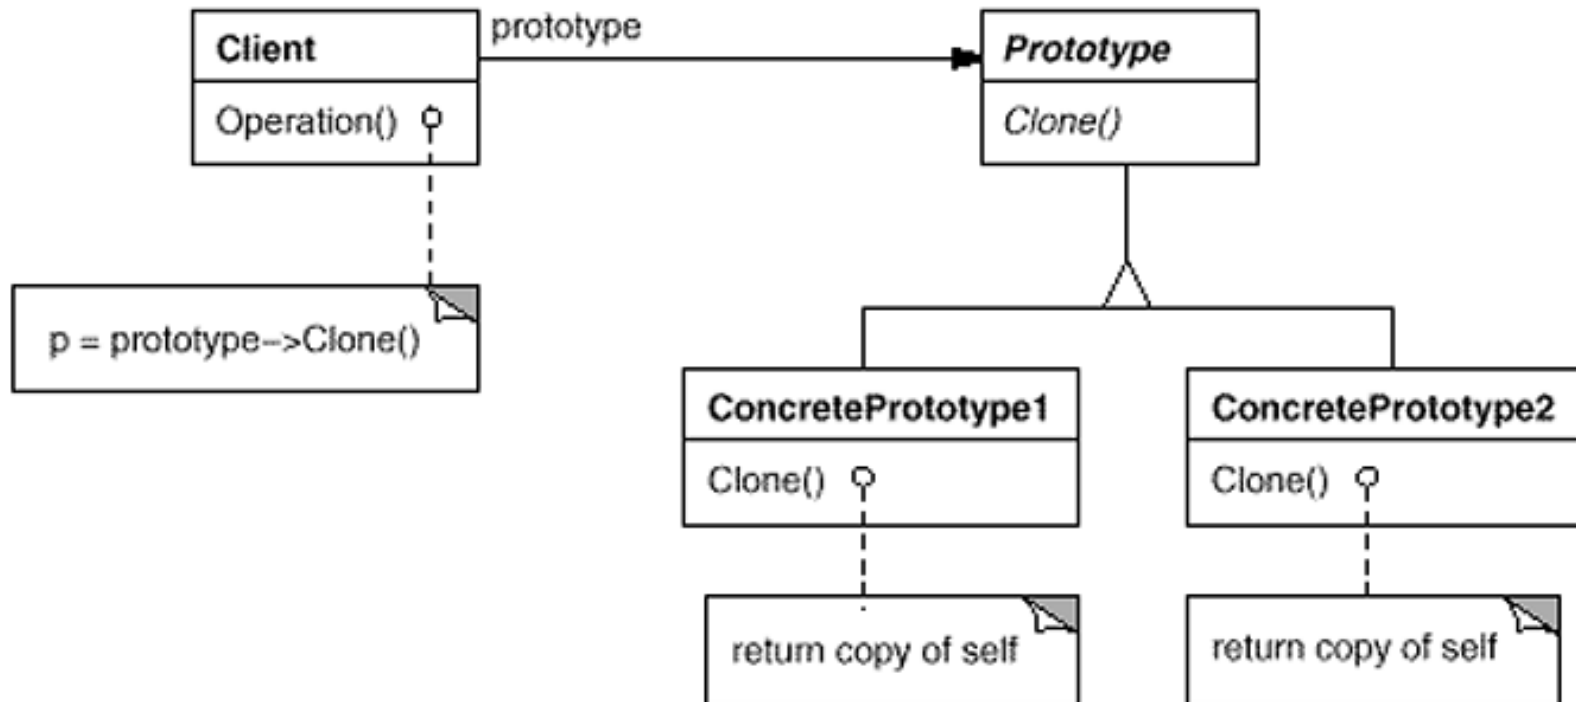 Client
prototype
Prototype
Operation()
Clone()
p = prototype–>Clone()
ConcretePrototype1
ConcretePrototype2
Clone()
Clone()
return copy of self
return copy of self